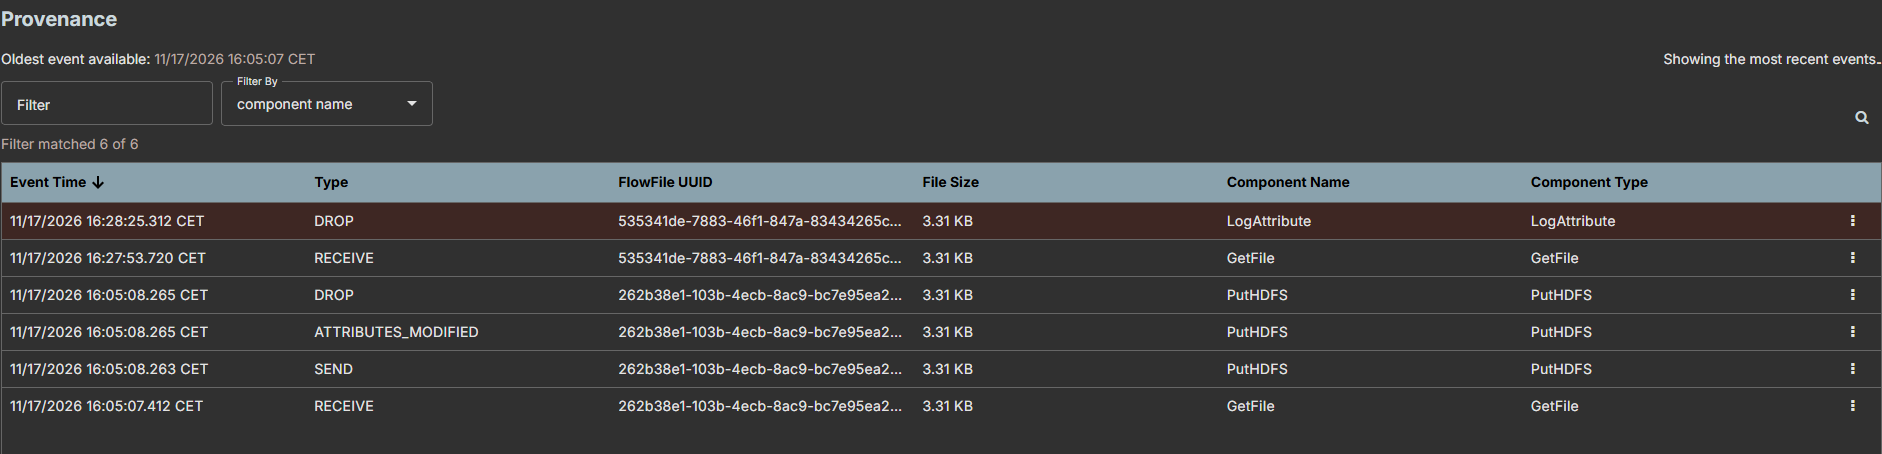 Provenance
Oldest event available: 11/17/2026 16:05:07 CET
Showing the most recent events.
Filter
Filter By
component name
Filter matched 6 of 6
Event Time Type FlowFile UUID File Size Component Name Component Type
11/17/2026 16:28:25.312 CET DROP 535341de-7883-46f1-847a-83434265c... 3.31 KB LogAttribute LogAttribute
11/17/2026 16:27:53.720 CET RECEIVE 535341de-7883-46f1-847a-83434265c... 3.31 KB GetFile GetFile
11/17/2026 16:05:08.265 CET DROP 262b38e1-103b-4ecb-8ac9-bc7e95ea2... 3.31 KB PutHDFS PutHDFS
11/17/2026 16:05:08.265 CET ATTRIBUTES_MODIFIED 262b38e1-103b-4ecb-8ac9-bc7e95ea2... 3.31 KB PutHDFS PutHDFS
11/17/2026 16:05:08.263 CET SEND 262b38e1-103b-4ecb-8ac9-bc7e95ea2... 3.31 KB PutHDFS PutHDFS
11/17/2026 16:05:07.412 CET RECEIVE 262b38e1-103b-4ecb-8ac9-bc7e95ea2... 3.31 KB GetFile GetFile